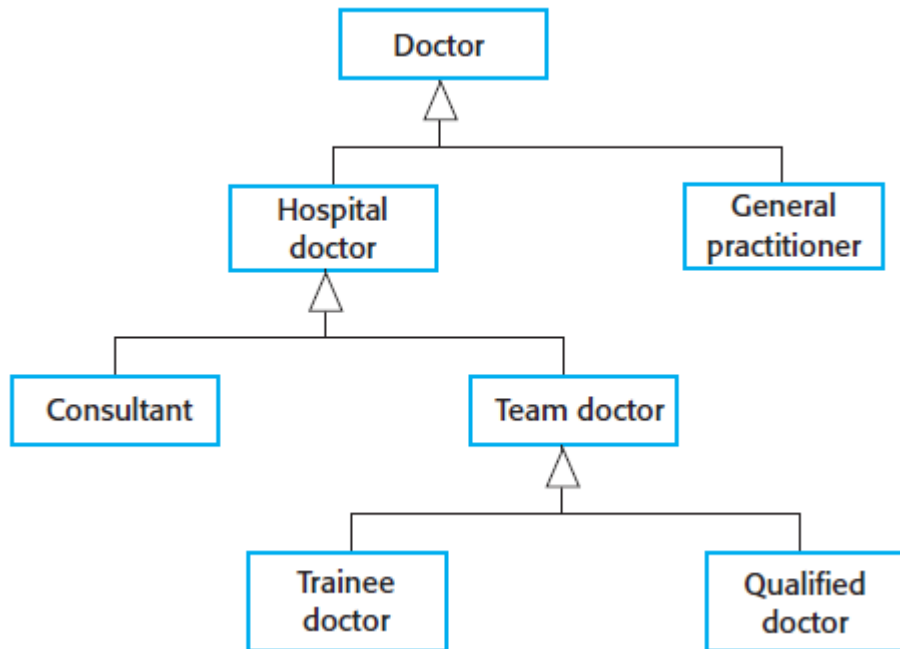 Doctor
Hospital
doctor
General
practitioner
Consultant
Team doctor
Trainee
doctor
Qualified
doctor